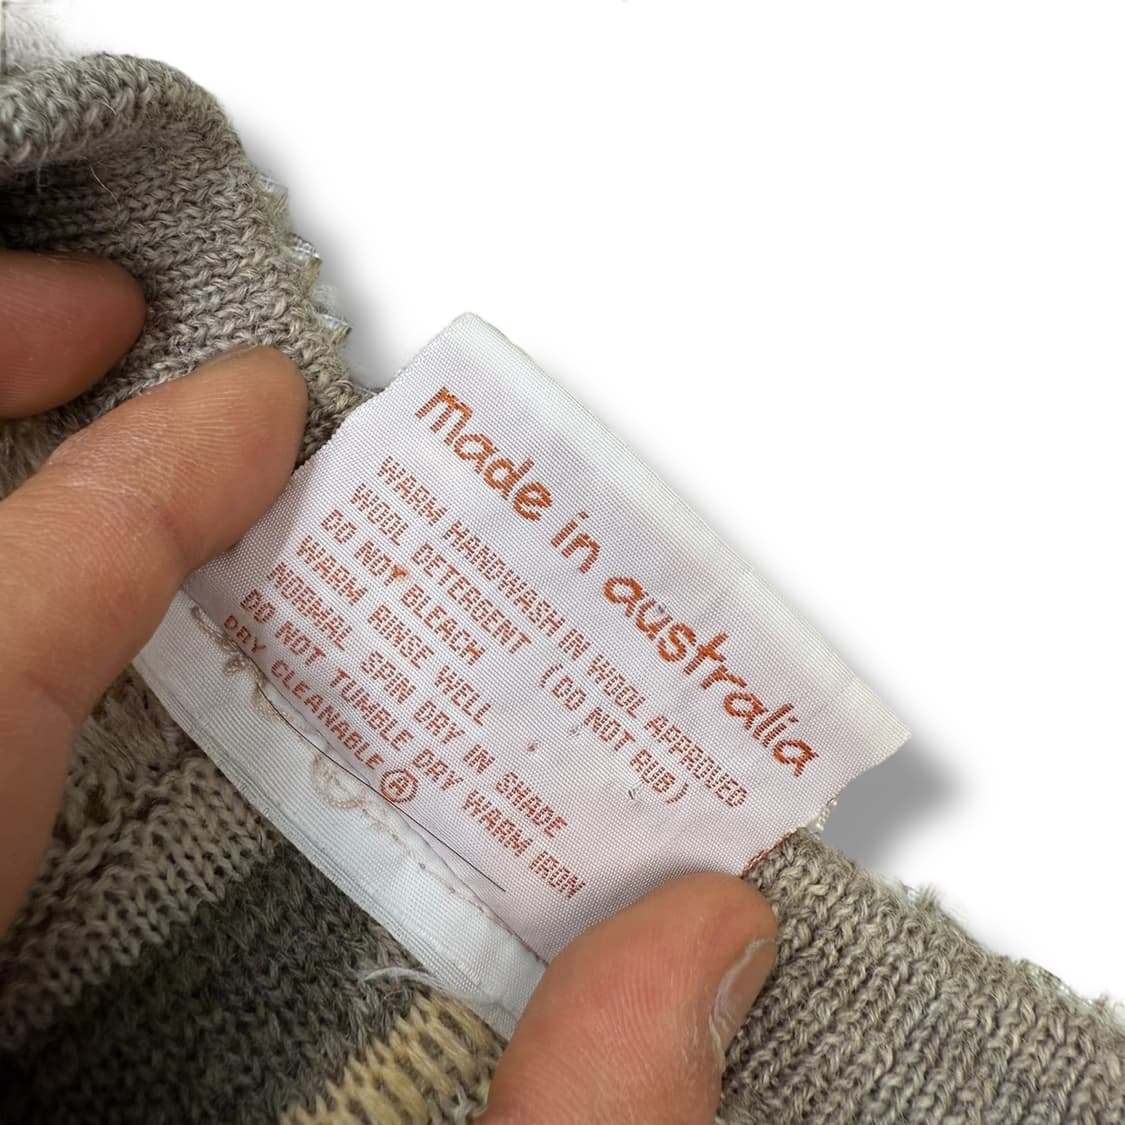 made in australia
WARM HANDWASH IN WOOL APPROVED
WOOL DETERGENT (DO NOT RUB)
DO NOT BLEACH
WARM RINSE WELL
NORMAL SPIN DRY IN SHADE
DO NOT TUMBLE DRY WARM IRON
DRY CLEANABLE Ⓐ